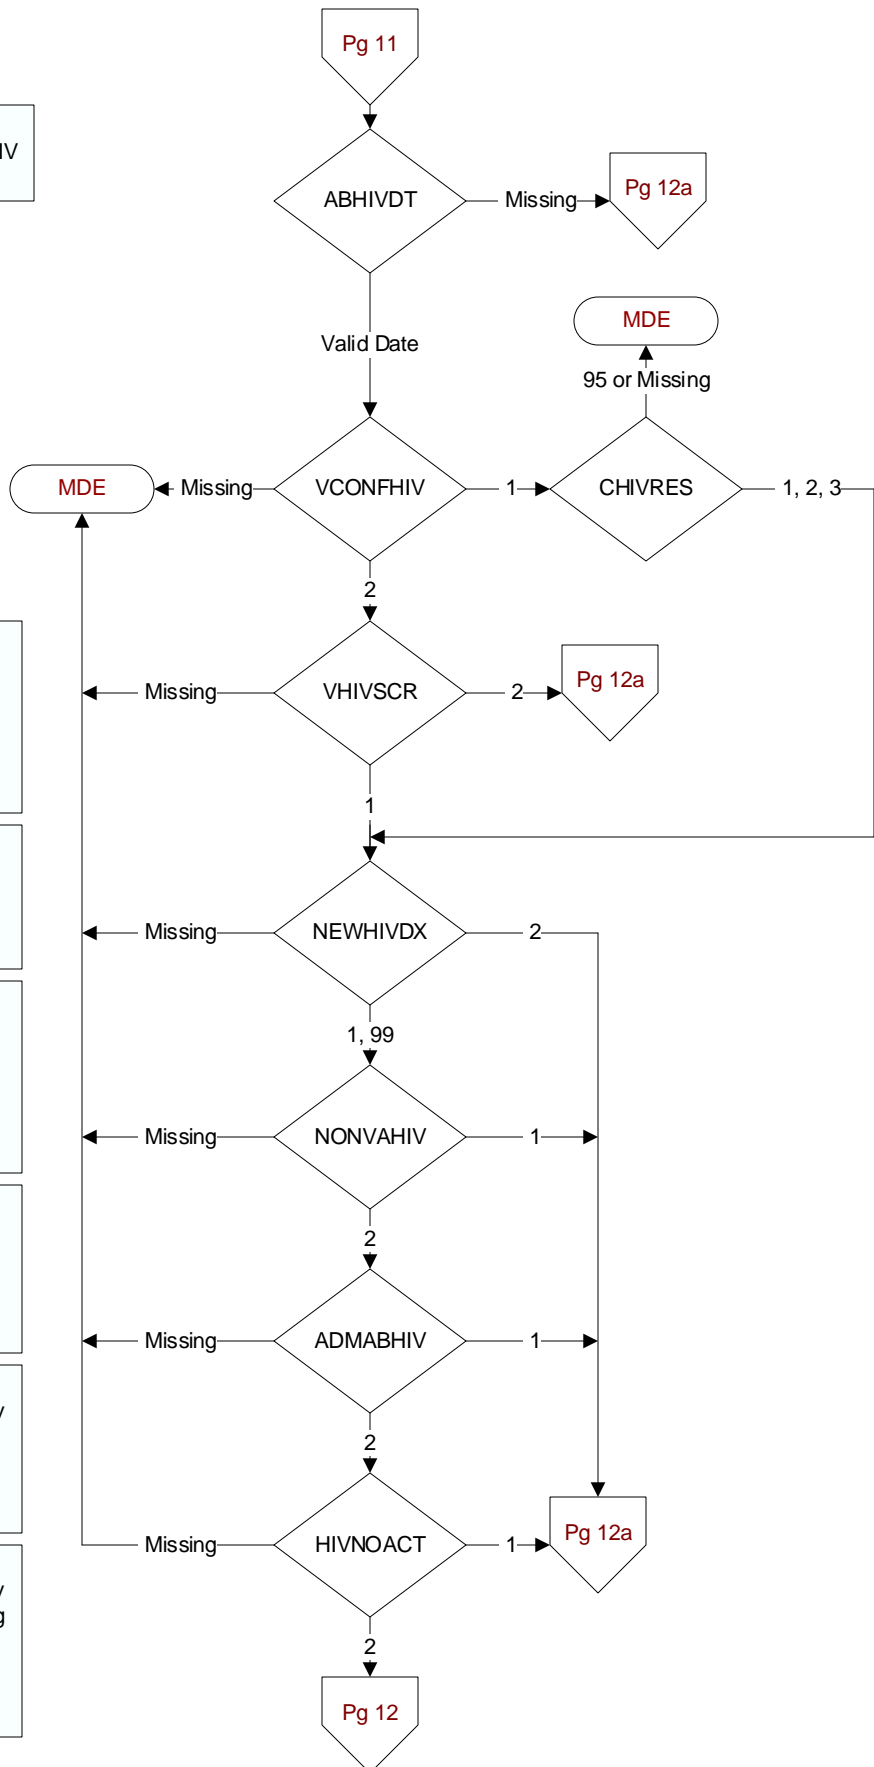 Pg 11
ABHIVDT
Missing
Pg 12a
Valid Date
MDE
95 or Missing
MDE
Missing
VCONFHIV
1
CHIVRES
1, 2, 3
2
Missing
VHIVSCR
2
Pg 12a
1
Missing
NEWHIVDX
2
1, 99
Missing
NONVAHIV
1
2
Missing
ADMABHIV
1
2
Missing
HIVNOACT
1
Pg 12a
2
Pg 12